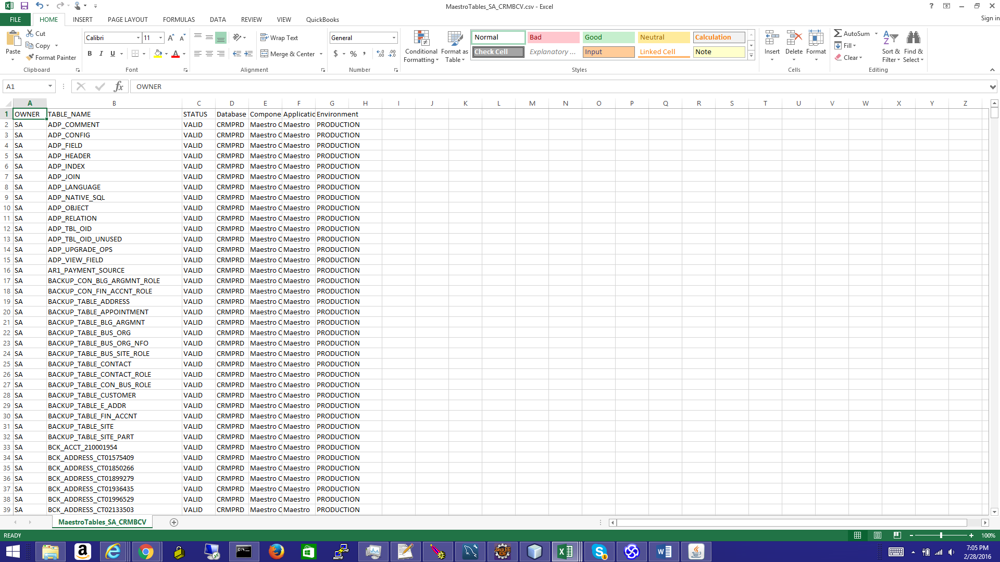 MaestroTables_SA_CRMBCV.csv - Excel
? 
FILE HOME INSERT PAGE LAYOUT FORMULAS DATA REVIEW VIEW QuickBooks Sign in
Paste Cut Copy Format Painter Clipboard
Calibri 11 B I U A Font
Wrap Text Merge & Center Alignment
General $ % , Number
Conditional Formatting Format as Table
Normal Bad Good Neutral Calculation
Check Cell Explanatory ... Input Linked Cell Note
Styles
Insert Delete Format Cells
AutoSum Fill Clear Sort & Filter Find & Select Editing
A1 fx OWNER
A B C D E F G H I J K L M N O P Q R S T U V W X Y Z
1 OWNER TABLE_NAME STATUS Database Compone Applicatic Environment
2 SA ADP_COMMENT VALID CRMPRD Maestro C Maestro PRODUCTION
3 SA ADP_CONFIG VALID CRMPRD Maestro C Maestro PRODUCTION
4 SA ADP_FIELD VALID CRMPRD Maestro C Maestro PRODUCTION
5 SA ADP_HEADER VALID CRMPRD Maestro C Maestro PRODUCTION
6 SA ADP_INDEX VALID CRMPRD Maestro C Maestro PRODUCTION
7 SA ADP_JOIN VALID CRMPRD Maestro C Maestro PRODUCTION
8 SA ADP_LANGUAGE VALID CRMPRD Maestro C Maestro PRODUCTION
9 SA ADP_NATIVE_SQL VALID CRMPRD Maestro C Maestro PRODUCTION
10 SA ADP_OBJECT VALID CRMPRD Maestro C Maestro PRODUCTION
11 SA ADP_RELATION VALID CRMPRD Maestro C Maestro PRODUCTION
12 SA ADP_TBL_OID VALID CRMPRD Maestro C Maestro PRODUCTION
13 SA ADP_TBL_OID_UNUSED VALID CRMPRD Maestro C Maestro PRODUCTION
14 SA ADP_UPGRADE_OPS VALID CRMPRD Maestro C Maestro PRODUCTION
15 SA ADP_VIEW_FIELD VALID CRMPRD Maestro C Maestro PRODUCTION
16 SA AR1_PAYMENT_SOURCE VALID CRMPRD Maestro C Maestro PRODUCTION
17 SA BACKUP_CON_BLG_ARGMNT_ROLE VALID CRMPRD Maestro C Maestro PRODUCTION
18 SA BACKUP_CON_FIN_ACCNT_ROLE VALID CRMPRD Maestro C Maestro PRODUCTION
19 SA BACKUP_TABLE_ADDRESS VALID CRMPRD Maestro C Maestro PRODUCTION
20 SA BACKUP_TABLE_APPOINTMENT VALID CRMPRD Maestro C Maestro PRODUCTION
21 SA BACKUP_TABLE_BLG_ARGMNT VALID CRMPRD Maestro C Maestro PRODUCTION
22 SA BACKUP_TABLE_BUS_ORG VALID CRMPRD Maestro C Maestro PRODUCTION
23 SA BACKUP_TABLE_BUS_ORG_NFO VALID CRMPRD Maestro C Maestro PRODUCTION
24 SA BACKUP_TABLE_BUS_SITE_ROLE VALID CRMPRD Maestro C Maestro PRODUCTION
25 SA BACKUP_TABLE_CONTACT VALID CRMPRD Maestro C Maestro PRODUCTION
26 SA BACKUP_TABLE_CONTACT_ROLE VALID CRMPRD Maestro C Maestro PRODUCTION
27 SA BACKUP_TABLE_CON_BUS_ROLE VALID CRMPRD Maestro C Maestro PRODUCTION
28 SA BACKUP_TABLE_CUSTOMER VALID CRMPRD Maestro C Maestro PRODUCTION
29 SA BACKUP_TABLE_E_ADDR VALID CRMPRD Maestro C Maestro PRODUCTION
30 SA BACKUP_TABLE_FIN_ACCNT VALID CRMPRD Maestro C Maestro PRODUCTION
31 SA BACKUP_TABLE_SITE VALID CRMPRD Maestro C Maestro PRODUCTION
32 SA BACKUP_TABLE_SITE_PART VALID CRMPRD Maestro C Maestro PRODUCTION
33 SA BCK_ACCT_210001954 VALID CRMPRD Maestro C Maestro PRODUCTION
34 SA BCK_ADDRESS_CT01575409 VALID CRMPRD Maestro C Maestro PRODUCTION
35 SA BCK_ADDRESS_CT01850266 VALID CRMPRD Maestro C Maestro PRODUCTION
36 SA BCK_ADDRESS_CT01899279 VALID CRMPRD Maestro C Maestro PRODUCTION
37 SA BCK_ADDRESS_CT01936435 VALID CRMPRD Maestro C Maestro PRODUCTION
38 SA BCK_ADDRESS_CT01996529 VALID CRMPRD Maestro C Maestro PRODUCTION
39 SA BCK_ADDRESS_CT02133503 VALID CRMPRD Maestro C Maestro PRODUCTION
MaestroTables_SA_CRMBCV
READY 100%
7:05 PM
2/28/2016